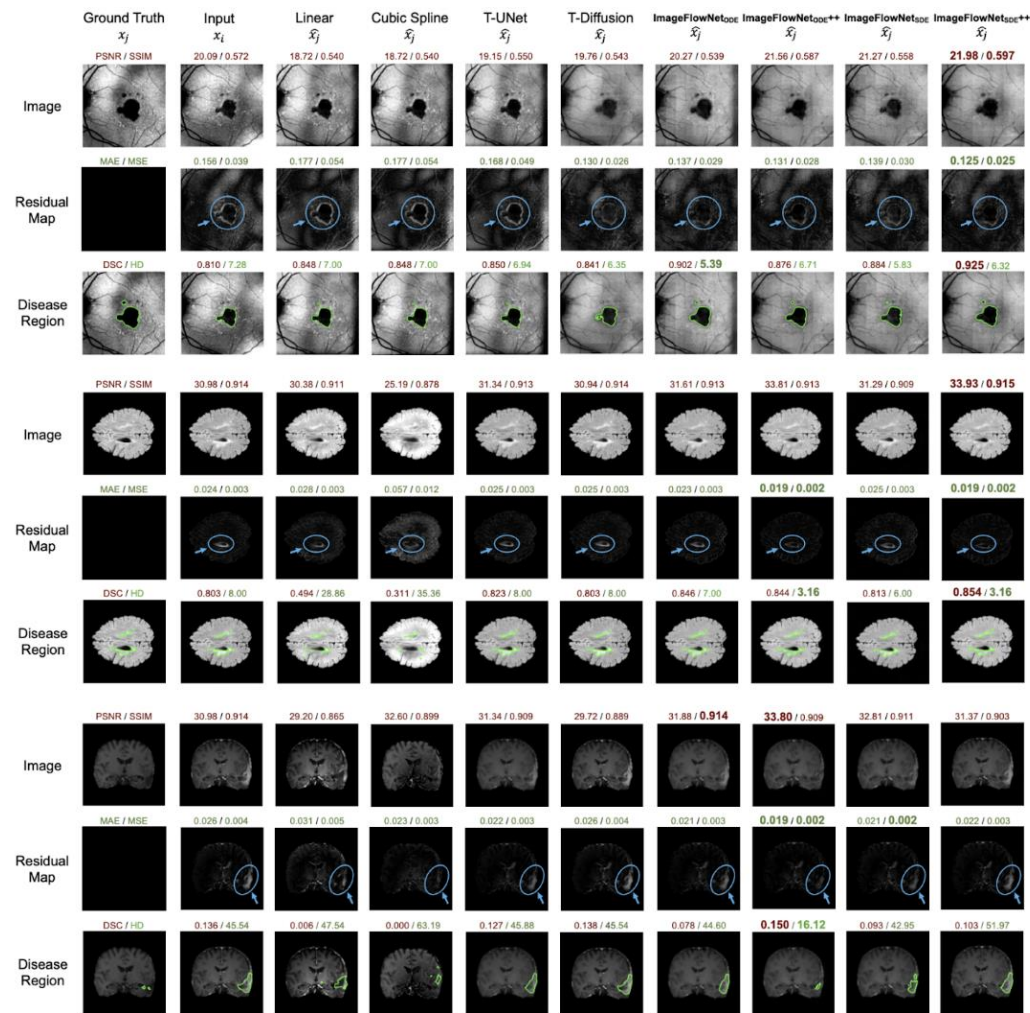 Ground Truth Input Linear Cubic Spline T-UNet T-Diffusion ImageFlowNetODE ImageFlowNetODE++ ImageFlowNetSDE ImageFlowNetSDE++
xj xi x̂j x̂j x̂j x̂j x̂j x̂j x̂j x̂j
PSNR / SSIM 20.09 / 0.572 18.72 / 0.540 18.72 / 0.540 19.15 / 0.550 19.76 / 0.543 20.27 / 0.539 21.56 / 0.587 21.27 / 0.558 21.98 / 0.597
Image
MAE / MSE 0.156 / 0.039 0.177 / 0.054 0.177 / 0.054 0.168 / 0.049 0.130 / 0.026 0.137 / 0.029 0.131 / 0.028 0.139 / 0.030 0.125 / 0.025
Residual
Map
DSC / HD 0.810 / 7.28 0.848 / 7.00 0.848 / 7.00 0.850 / 6.94 0.841 / 6.35 0.902 / 5.39 0.876 / 6.71 0.884 / 5.83 0.925 / 6.32
Disease
Region
PSNR / SSIM 30.98 / 0.914 30.38 / 0.911 25.19 / 0.878 31.34 / 0.913 30.94 / 0.914 31.61 / 0.913 33.81 / 0.913 31.29 / 0.909 33.93 / 0.915
Image
MAE / MSE 0.024 / 0.003 0.028 / 0.003 0.057 / 0.012 0.025 / 0.003 0.025 / 0.003 0.023 / 0.003 0.019 / 0.002 0.025 / 0.003 0.019 / 0.002
Residual
Map
DSC / HD 0.803 / 8.00 0.494 / 28.86 0.311 / 35.36 0.823 / 8.00 0.803 / 8.00 0.846 / 7.00 0.844 / 3.16 0.813 / 6.00 0.854 / 3.16
Disease
Region
PSNR / SSIM 30.98 / 0.914 29.20 / 0.865 32.60 / 0.899 31.34 / 0.909 29.72 / 0.889 31.88 / 0.914 33.80 / 0.909 32.81 / 0.911 31.37 / 0.903
Image
MAE / MSE 0.026 / 0.004 0.031 / 0.005 0.023 / 0.003 0.022 / 0.003 0.026 / 0.004 0.021 / 0.003 0.019 / 0.002 0.021 / 0.002 0.022 / 0.003
Residual
Map
DSC / HD 0.136 / 45.54 0.006 / 47.54 0.000 / 63.19 0.127 / 45.88 0.138 / 45.54 0.078 / 44.60 0.150 / 16.12 0.093 / 42.95 0.103 / 51.97
Disease
Region